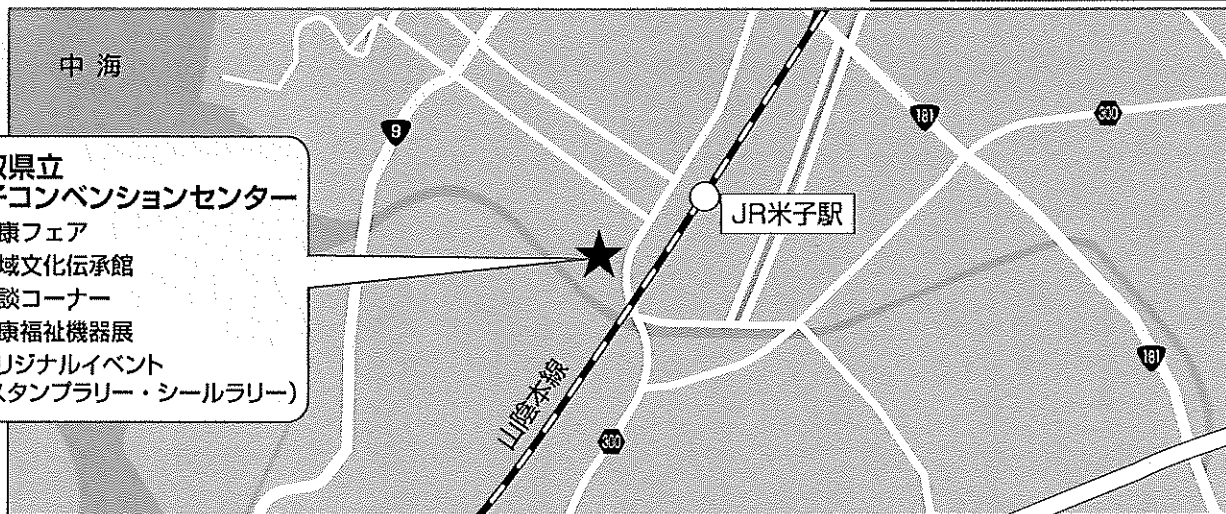 中海
取県立
子コンベンションセンター
康フェア
域文化伝承館
談コーナー
康福祉機器展
リジナルイベント
スタンプラリー・シールラリー)
9
181
300
JR米子駅
181
山陰本線
300